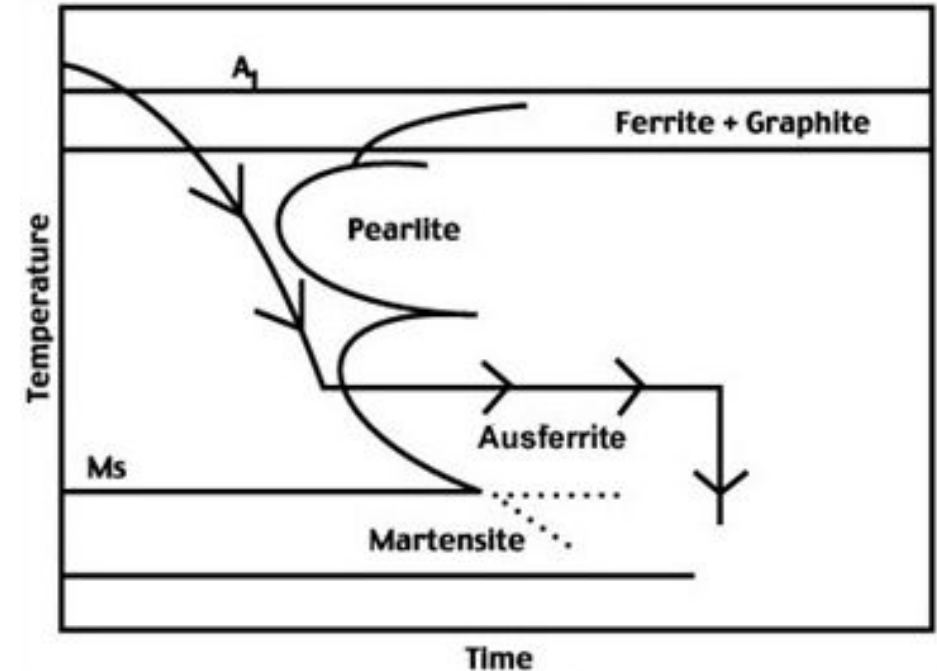 A1
Ferrite + Graphite
Pearlite
Temperature
Ausferrite
Ms
Martensite
Time